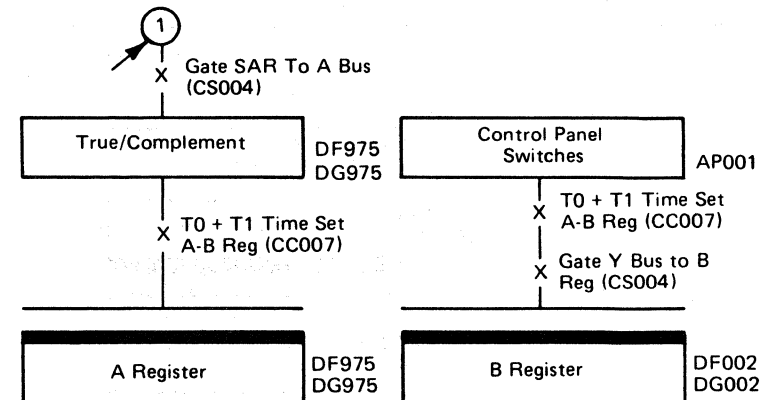 1
Gate SAR To A Bus
(CS004)
True/Complement
DF975
DG975
T0 + T1 Time Set
A-B Reg (CC007)
A Register
DF975
DG975
Control Panel
Switches
AP001
T0 + T1 Time Set
A-B Reg (CC007)
Gate Y Bus to B
Reg (CS004)
B Register
DF002
DG002